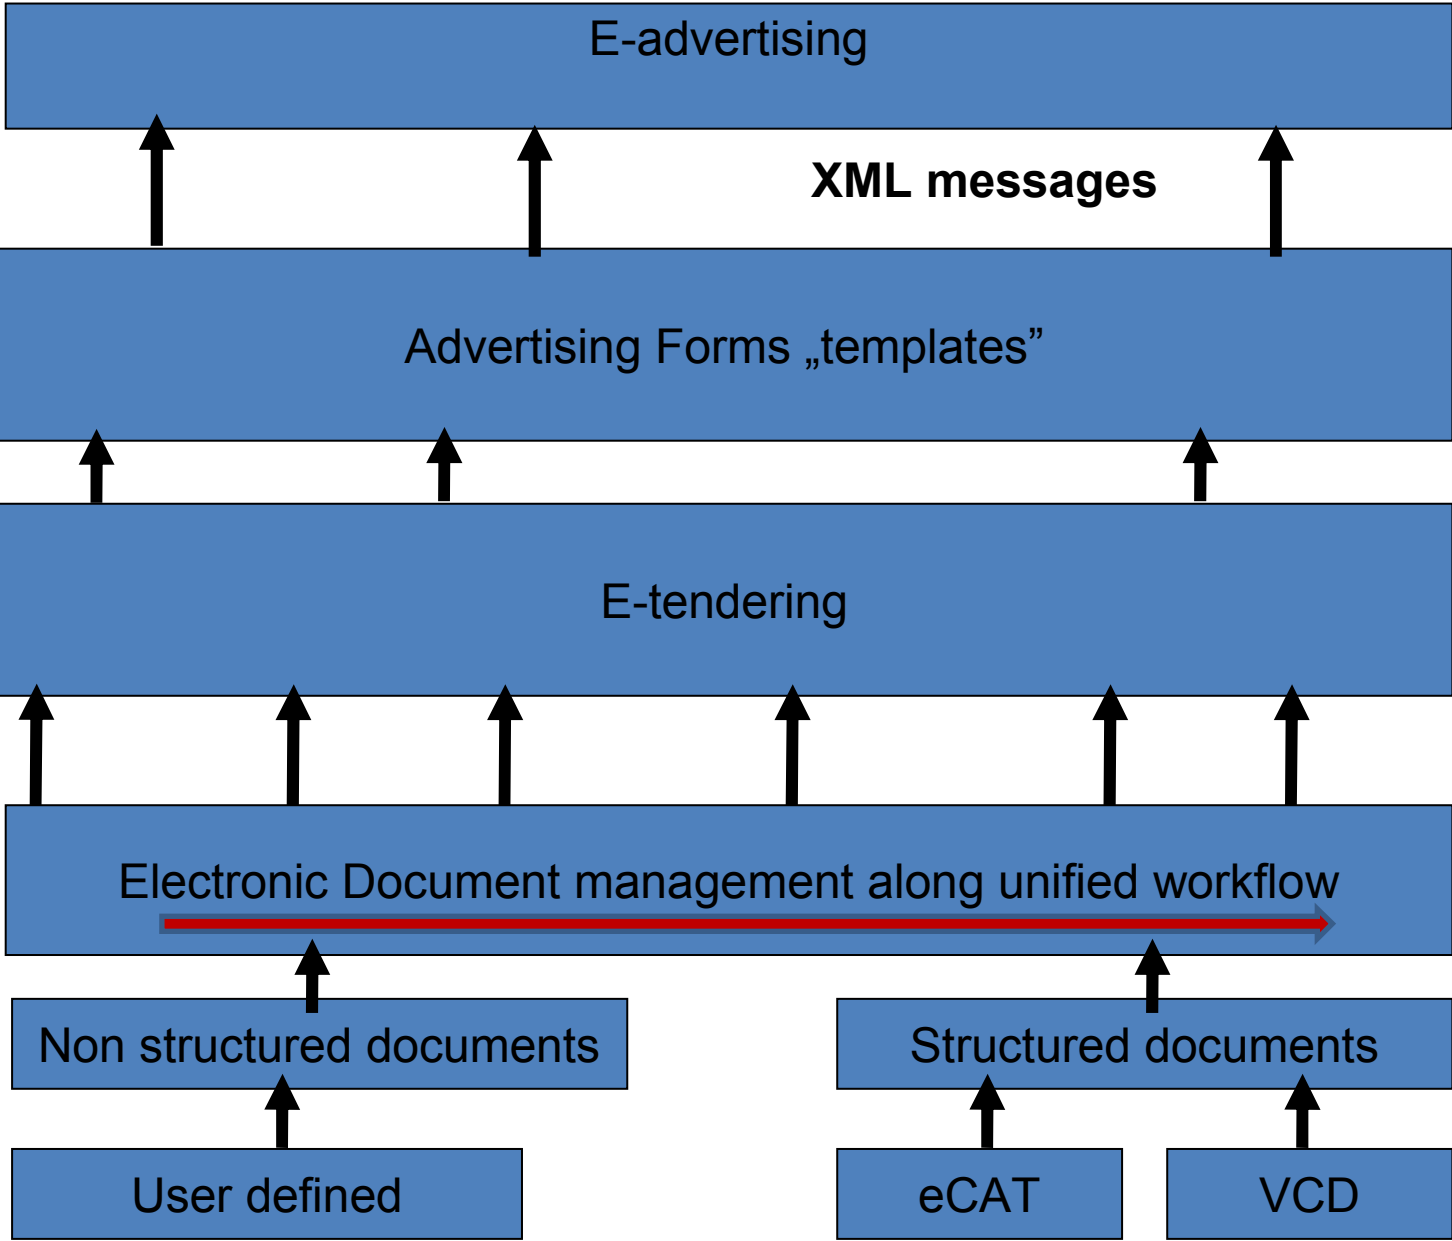 E-advertising
XML messages
Advertising Forms „templates”
E-tendering
Electronic Document management along unified workflow
Non structured documents
Structured documents
User defined
eCAT
VCD